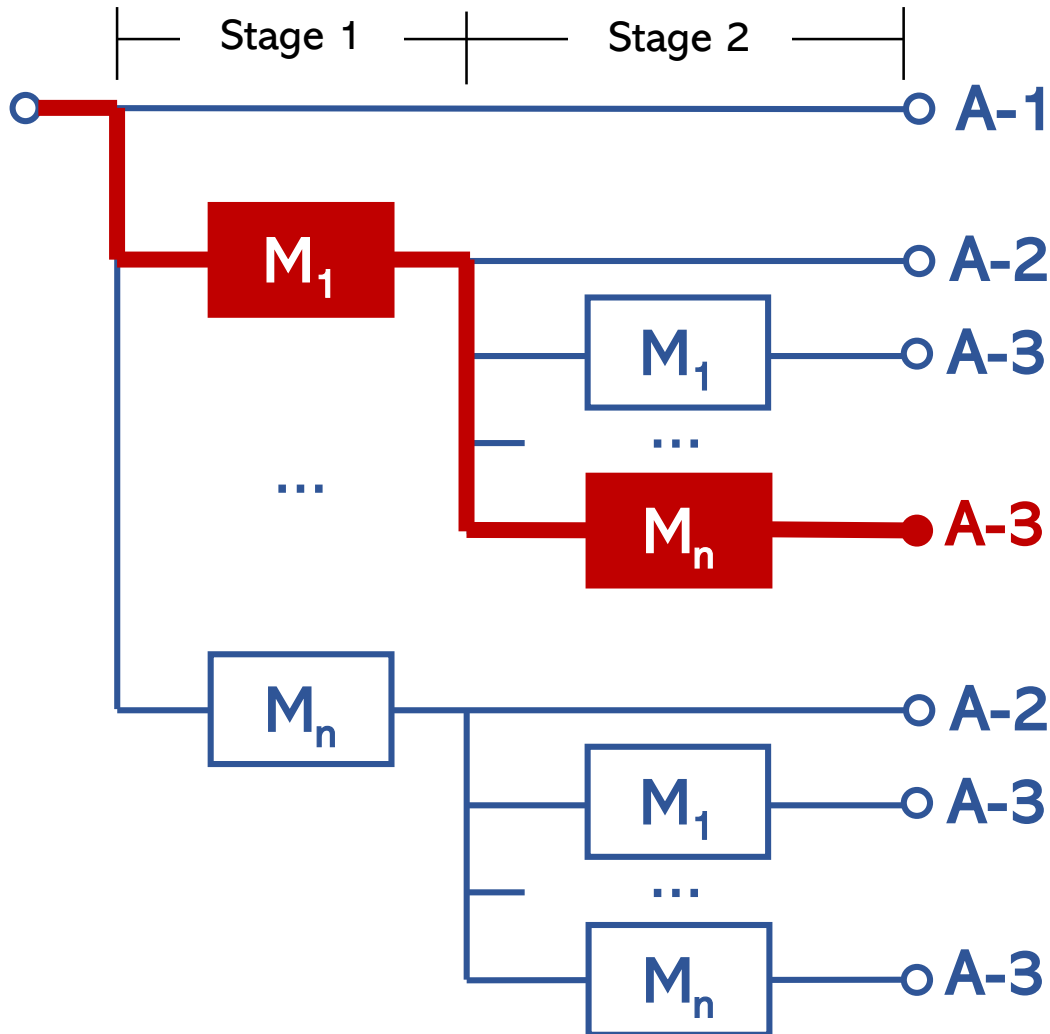 Stage 1
Stage 2
A-1
M₁
A-2
M₁
A-3
...
...
Mₙ
A-3
Mₙ
A-2
M₁
A-3
...
Mₙ
A-3